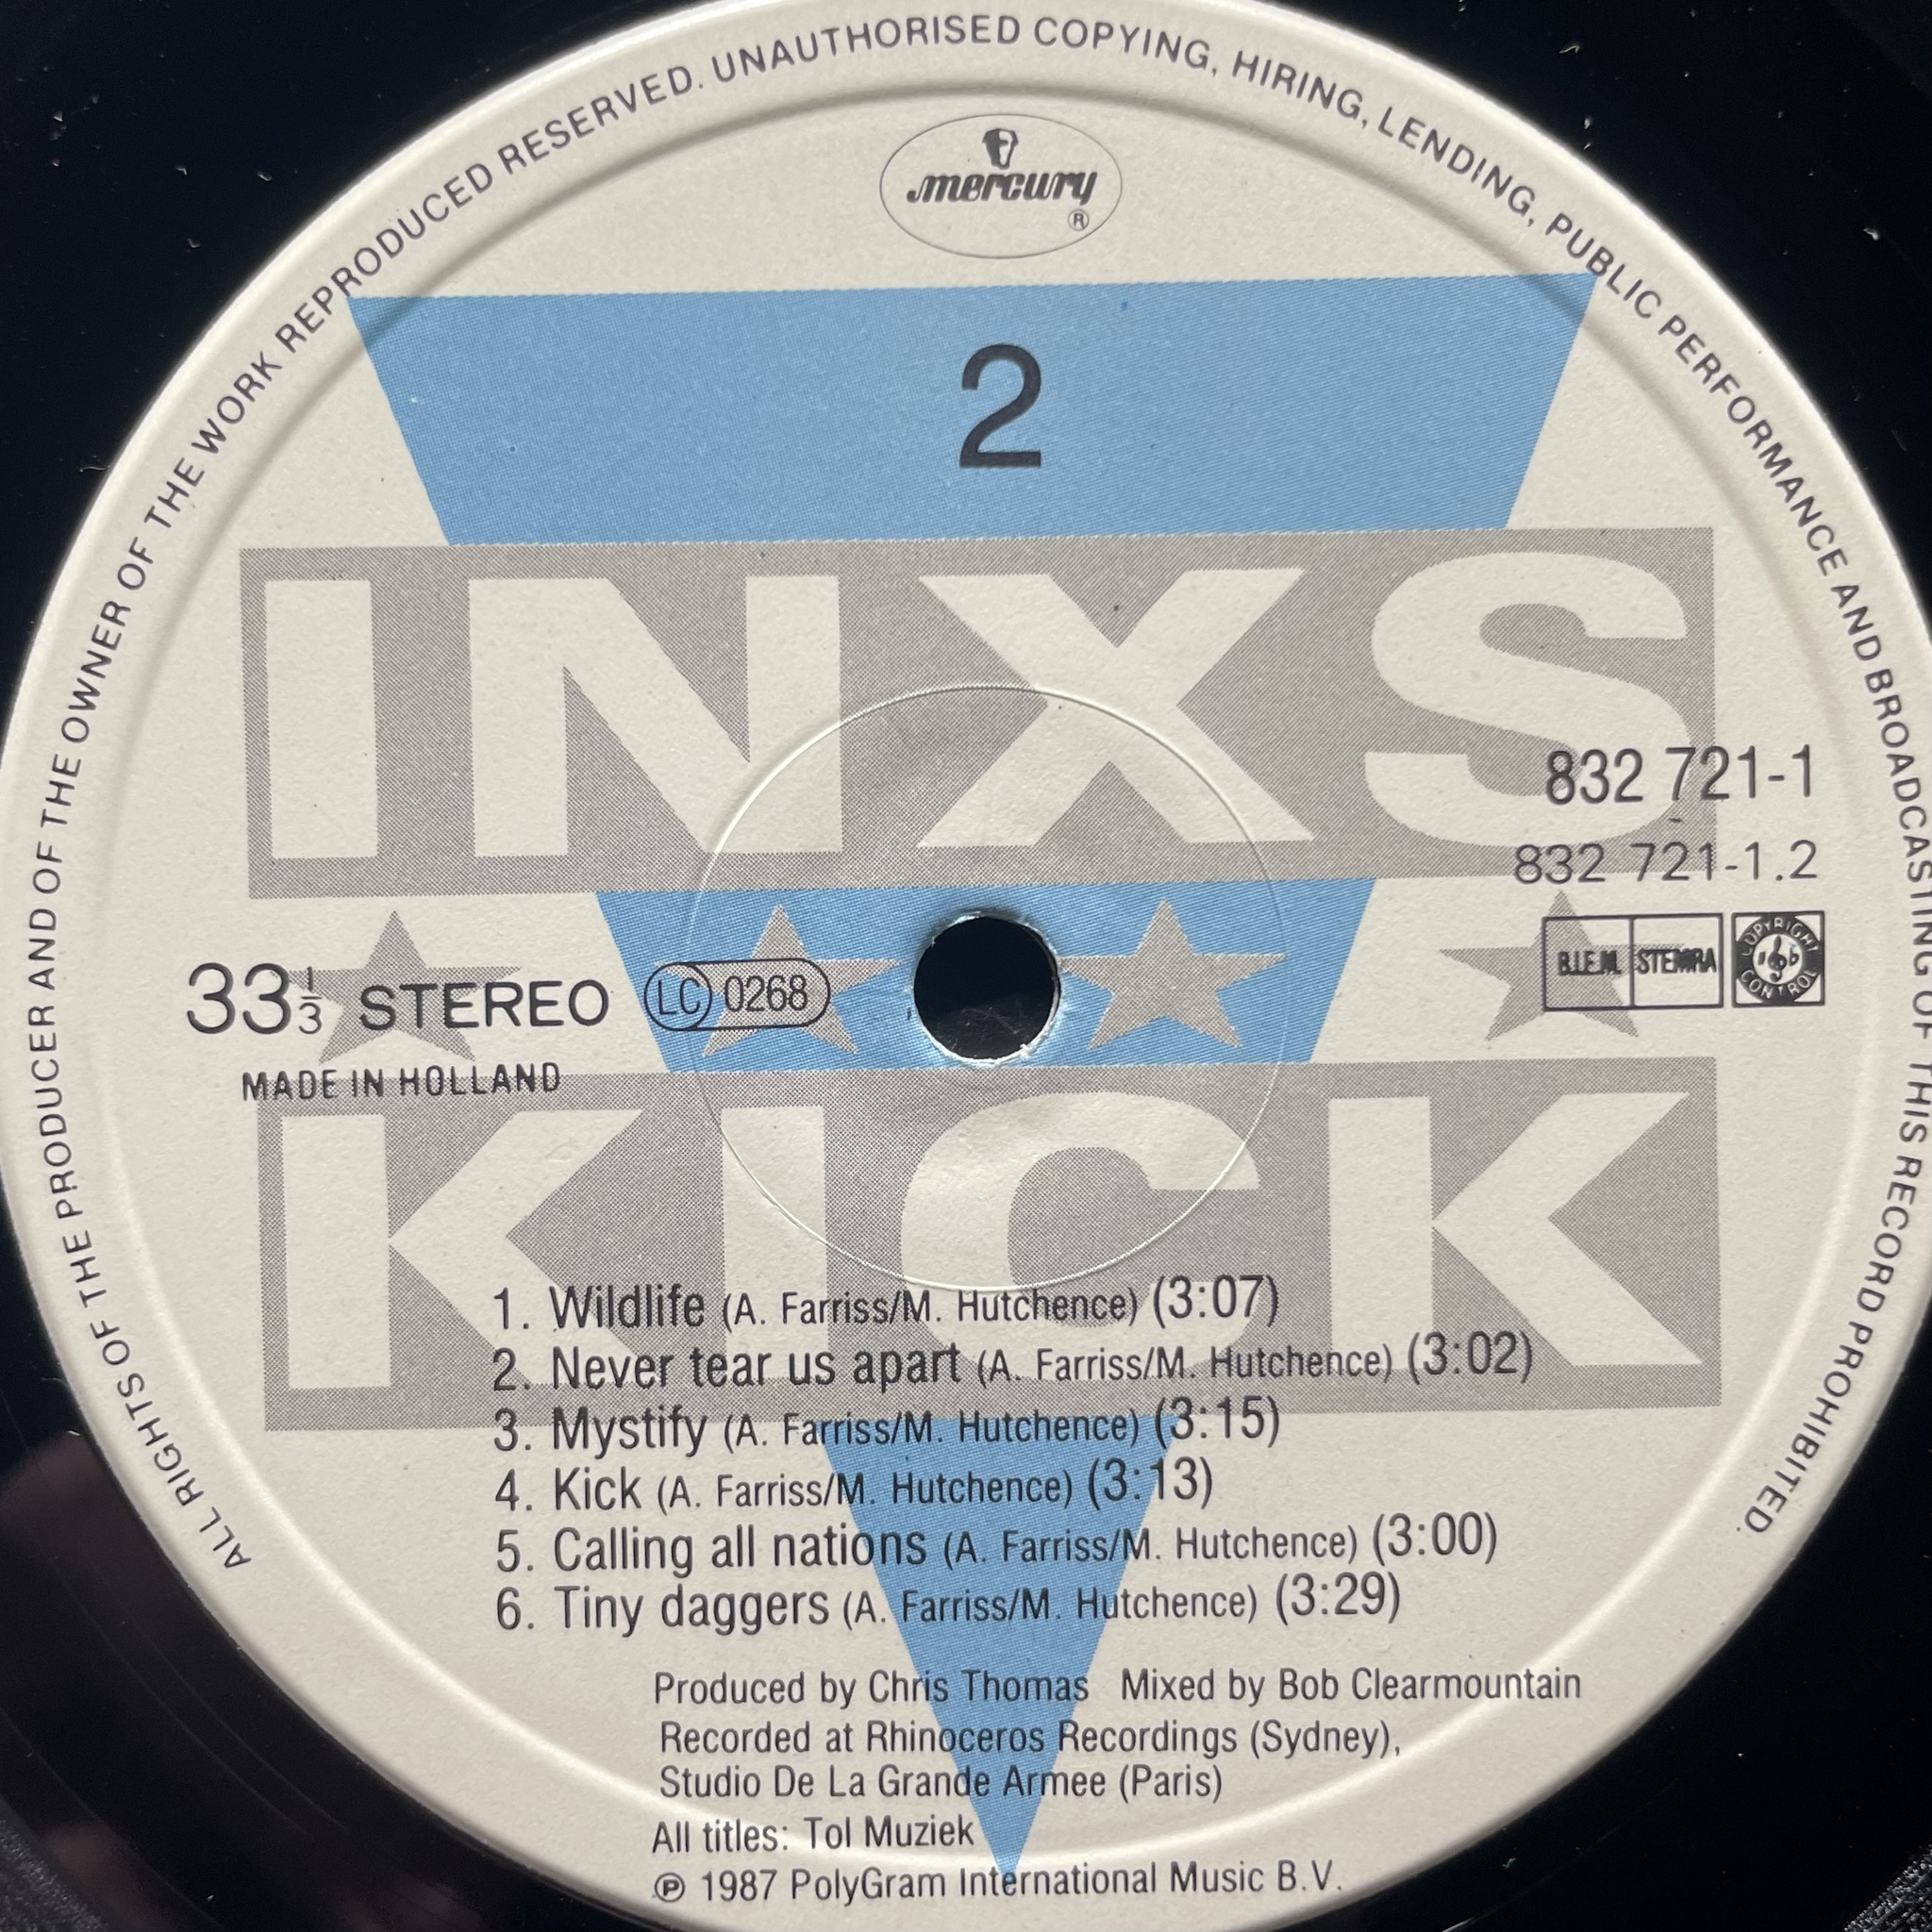 ALL RIGHTS OF THE PRODUCER AND OF THE OWNER OF THE WORK REPRODUCED RESERVED. UNAUTHORISED COPYING, HIRING, LENDING, PUBLIC PERFORMANCE AND BROADCASTING OF THIS RECORD PROHIBITED.
mercury
®
2
INXS
832 721-1
832 721-1.2
33⅓ STEREO LC 0268
B.I.E.M. STEMRA COPYRIGHT CONTROL
MADE IN HOLLAND
KICK
1. Wildlife (A. Farriss/M. Hutchence) (3:07)
2. Never tear us apart (A. Farriss/M. Hutchence) (3:02)
3. Mystify (A. Farriss/M. Hutchence) (3:15)
4. Kick (A. Farriss/M. Hutchence) (3:13)
5. Calling all nations (A. Farriss/M. Hutchence) (3:00)
6. Tiny daggers (A. Farriss/M. Hutchence) (3:29)
Produced by Chris Thomas Mixed by Bob Clearmountain
Recorded at Rhinoceros Recordings (Sydney),
Studio De La Grande Armee (Paris)
All titles: Tol Muziek
℗ 1987 PolyGram International Music B.V.